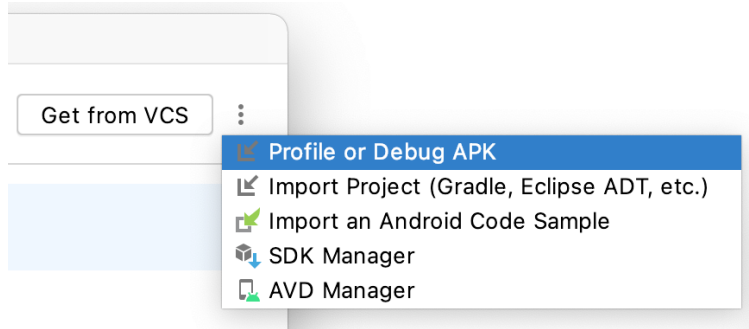 Get from VCS
Profile or Debug APK
Import Project (Gradle, Eclipse ADT, etc.)
Import an Android Code Sample
SDK Manager
AVD Manager